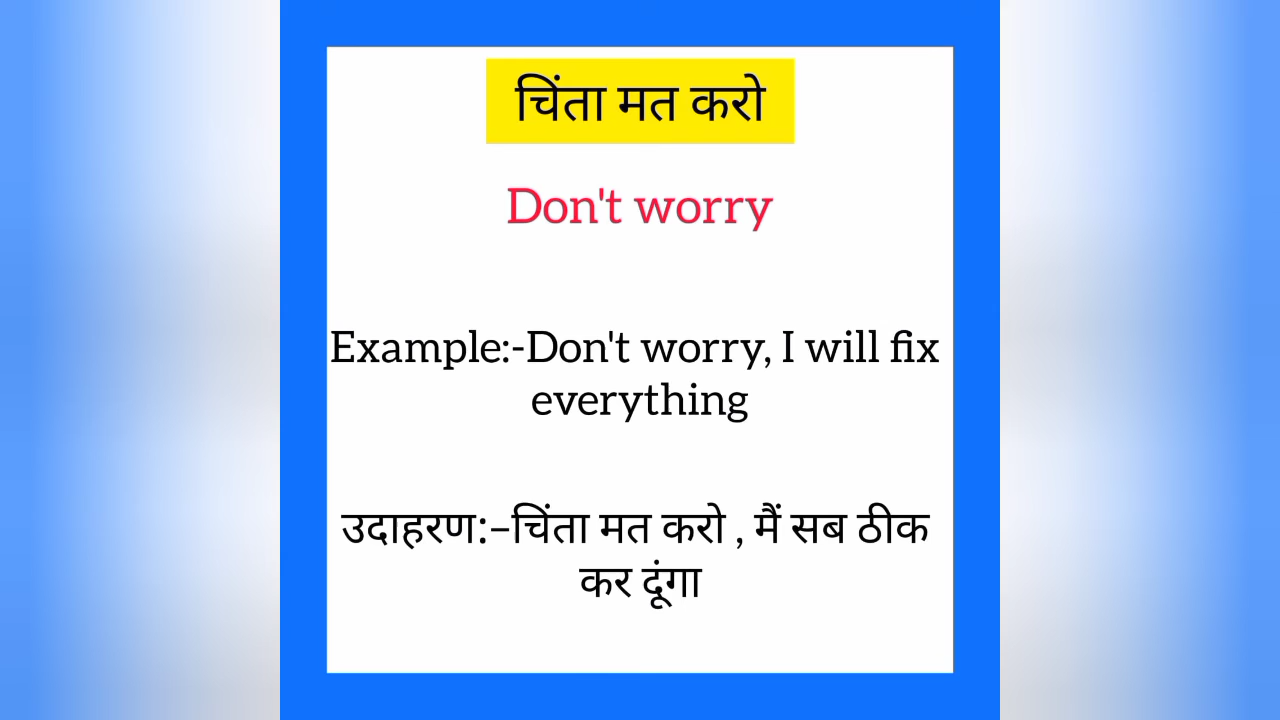 चिंता मत करो
Don't worry
Example:-Don't worry, I will fix
everything
उदाहरण:–चिंता मत करो , मैं सब ठीक
कर दूंगा